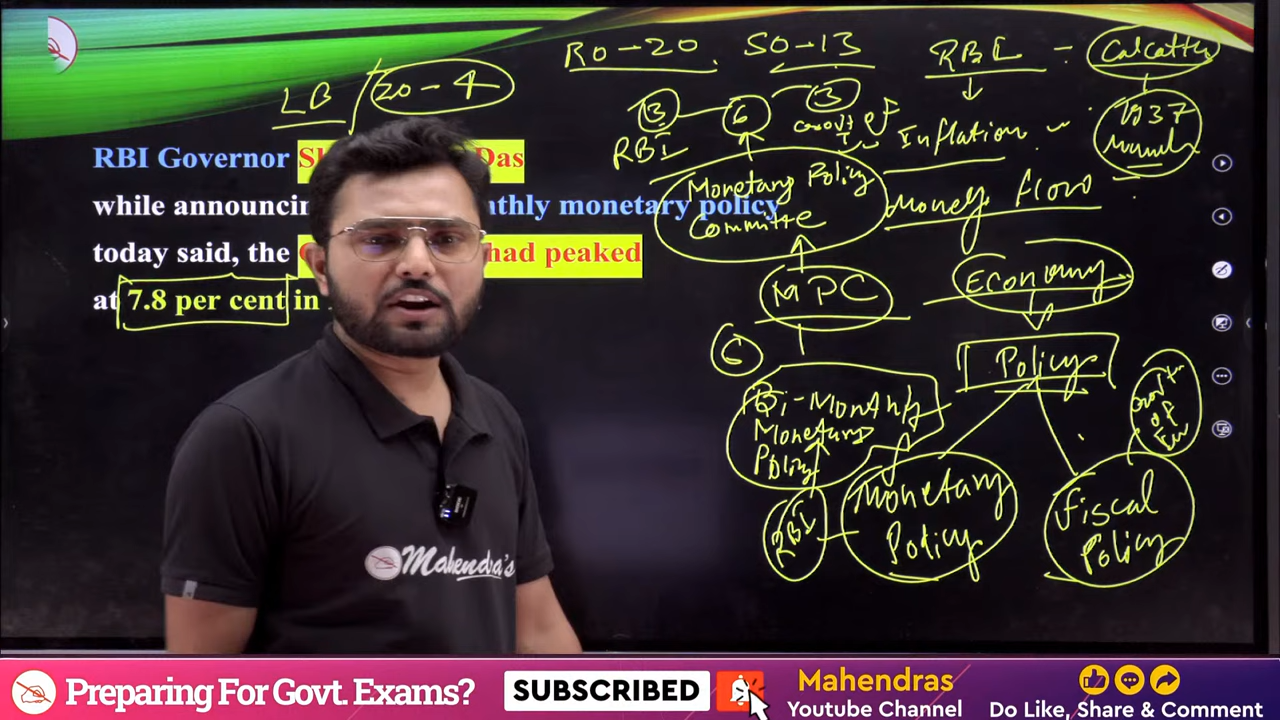 RO-20 SO-13 RBI - Calcutta
LB / 20-4
3 6 3
1937
RBI Govt Inflation
RBI Governor Das
Monetary Policy
Committee
Money flow
while announcin nthly monetary policy
today said, the had peaked
at 7.8 per cent in
MPC
Economy
6
Policy
Bi-Monthly
Monetary
Policy
Govt
of
RBI
Monetary
Policy
Fiscal
Policy
Mahendra's
Preparing For Govt. Exams?
SUBSCRIBED
Mahendras
Youtube Channel
Do Like, Share & Comment